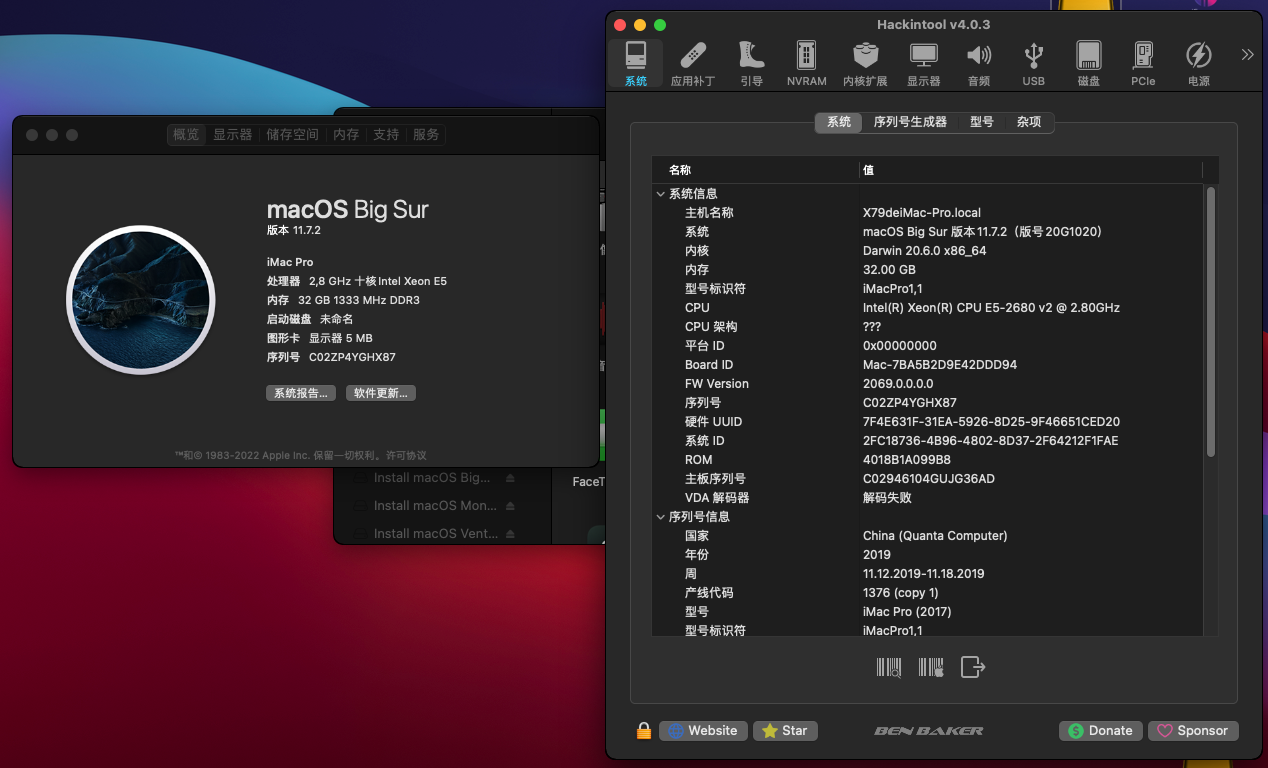 概览 显示器 储存空间 内存 支持 服务
macOS Big Sur
版本 11.7.2
iMac Pro
处理器 2,8 GHz 十核Intel Xeon E5
内存 32 GB 1333 MHz DDR3
启动磁盘 未命名
图形卡 显示器 5 MB
序列号 C02ZP4YGHX87
系统报告... 软件更新...
™和© 1983-2022 Apple Inc. 保留一切权利。许可协议
Install macOS Big...
Install macOS Mon...
Install macOS Vent...
FaceT
Hackintool v4.0.3
系统 应用补丁 引导 NVRAM 内核扩展 显示器 音频 USB 磁盘 PCIe 电源
系统 序列号生成器 型号 杂项
名称 值
系统信息
主机名称 X79deiMac-Pro.local
系统 macOS Big Sur 版本11.7.2（版号20G1020）
内核 Darwin 20.6.0 x86_64
内存 32.00 GB
型号标识符 iMacPro1,1
CPU Intel(R) Xeon(R) CPU E5-2680 v2 @ 2.80GHz
CPU 架构 ???
平台 ID 0x00000000
Board ID Mac-7BA5B2D9E42DDD94
FW Version 2069.0.0.0.0
序列号 C02ZP4YGHX87
硬件 UUID 7F4E631F-31EA-5926-8D25-9F46651CED20
系统 ID 2FC18736-4B96-4802-8D37-2F64212F1FAE
ROM 4018B1A099B8
主板序列号 C02946104GUJG36AD
VDA 解码器 解码失败
序列号信息
国家 China (Quanta Computer)
年份 2019
周 11.12.2019-11.18.2019
产线代码 1376 (copy 1)
型号 iMac Pro (2017)
型号标识符 iMacPro1,1
Website Star BEN BAKER Donate Sponsor